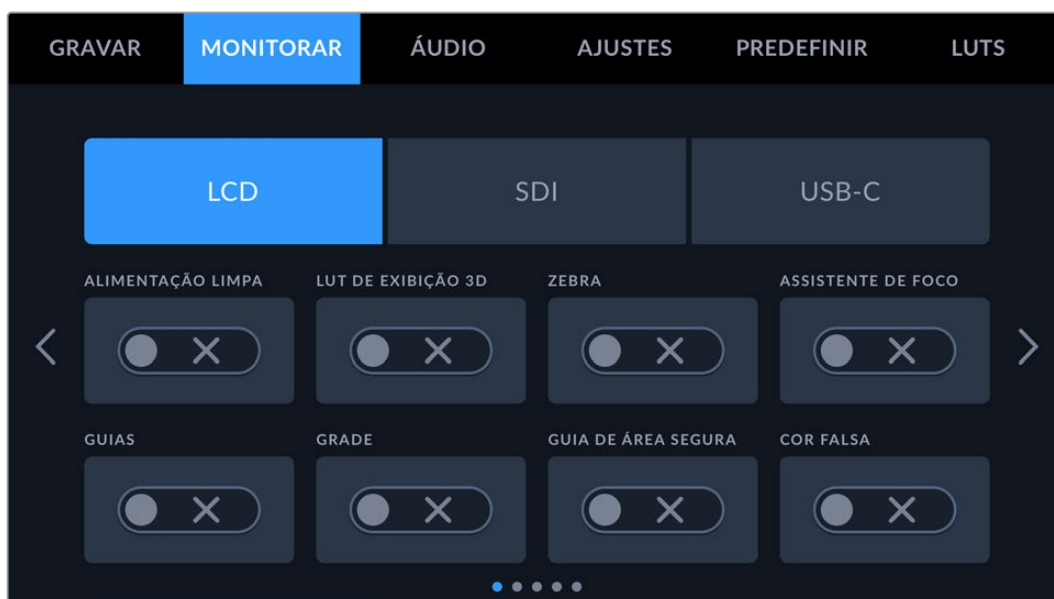 GRAVAR MONITORAR ÁUDIO AJUSTES PREDEFINIR LUTS
LCD SDI USB-C
ALIMENTAÇÃO LIMPA LUT DE EXIBIÇÃO 3D ZEBRA ASSISTENTE DE FOCO
GUIAS GRADE GUIA DE ÁREA SEGURA COR FALSA